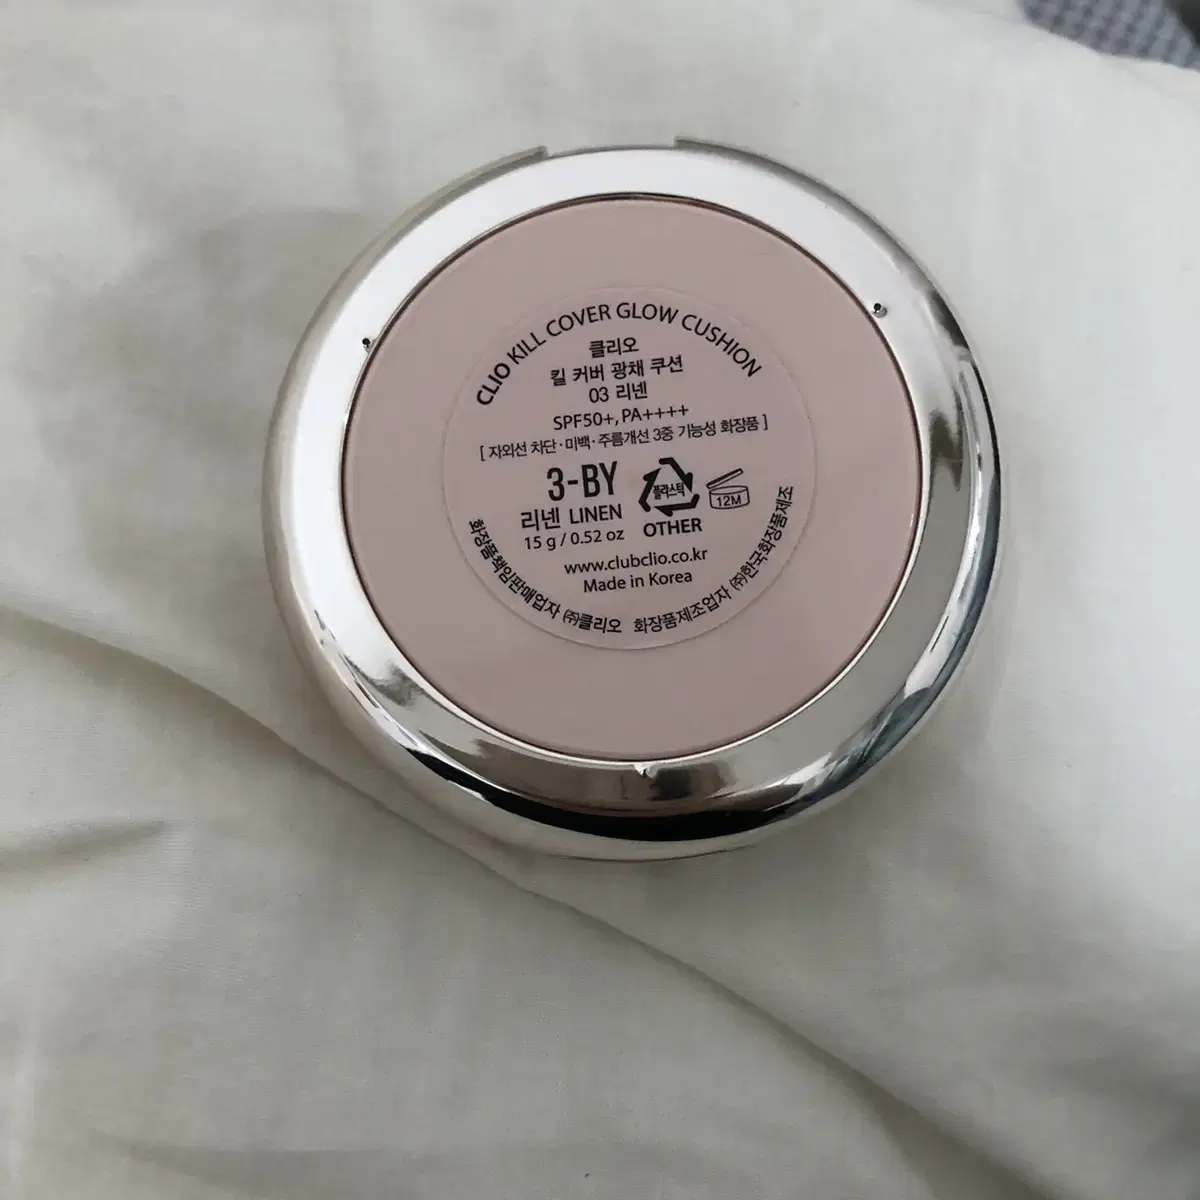 CLIO KILL COVER GLOW CUSHION
클리오
킬 커버 광채 쿠션
03 리넨
SPF50+, PA++++
[ 자외선 차단·미백·주름개선 3중 기능성 화장품 ]
3-BY
리넨 LINEN
15 g / 0.52 oz
플라스틱
OTHER
12M
www.clubclio.co.kr
Made in Korea
화장품책임판매업자 ㈜클리오 화장품제조업자 ㈜한국화장품제조